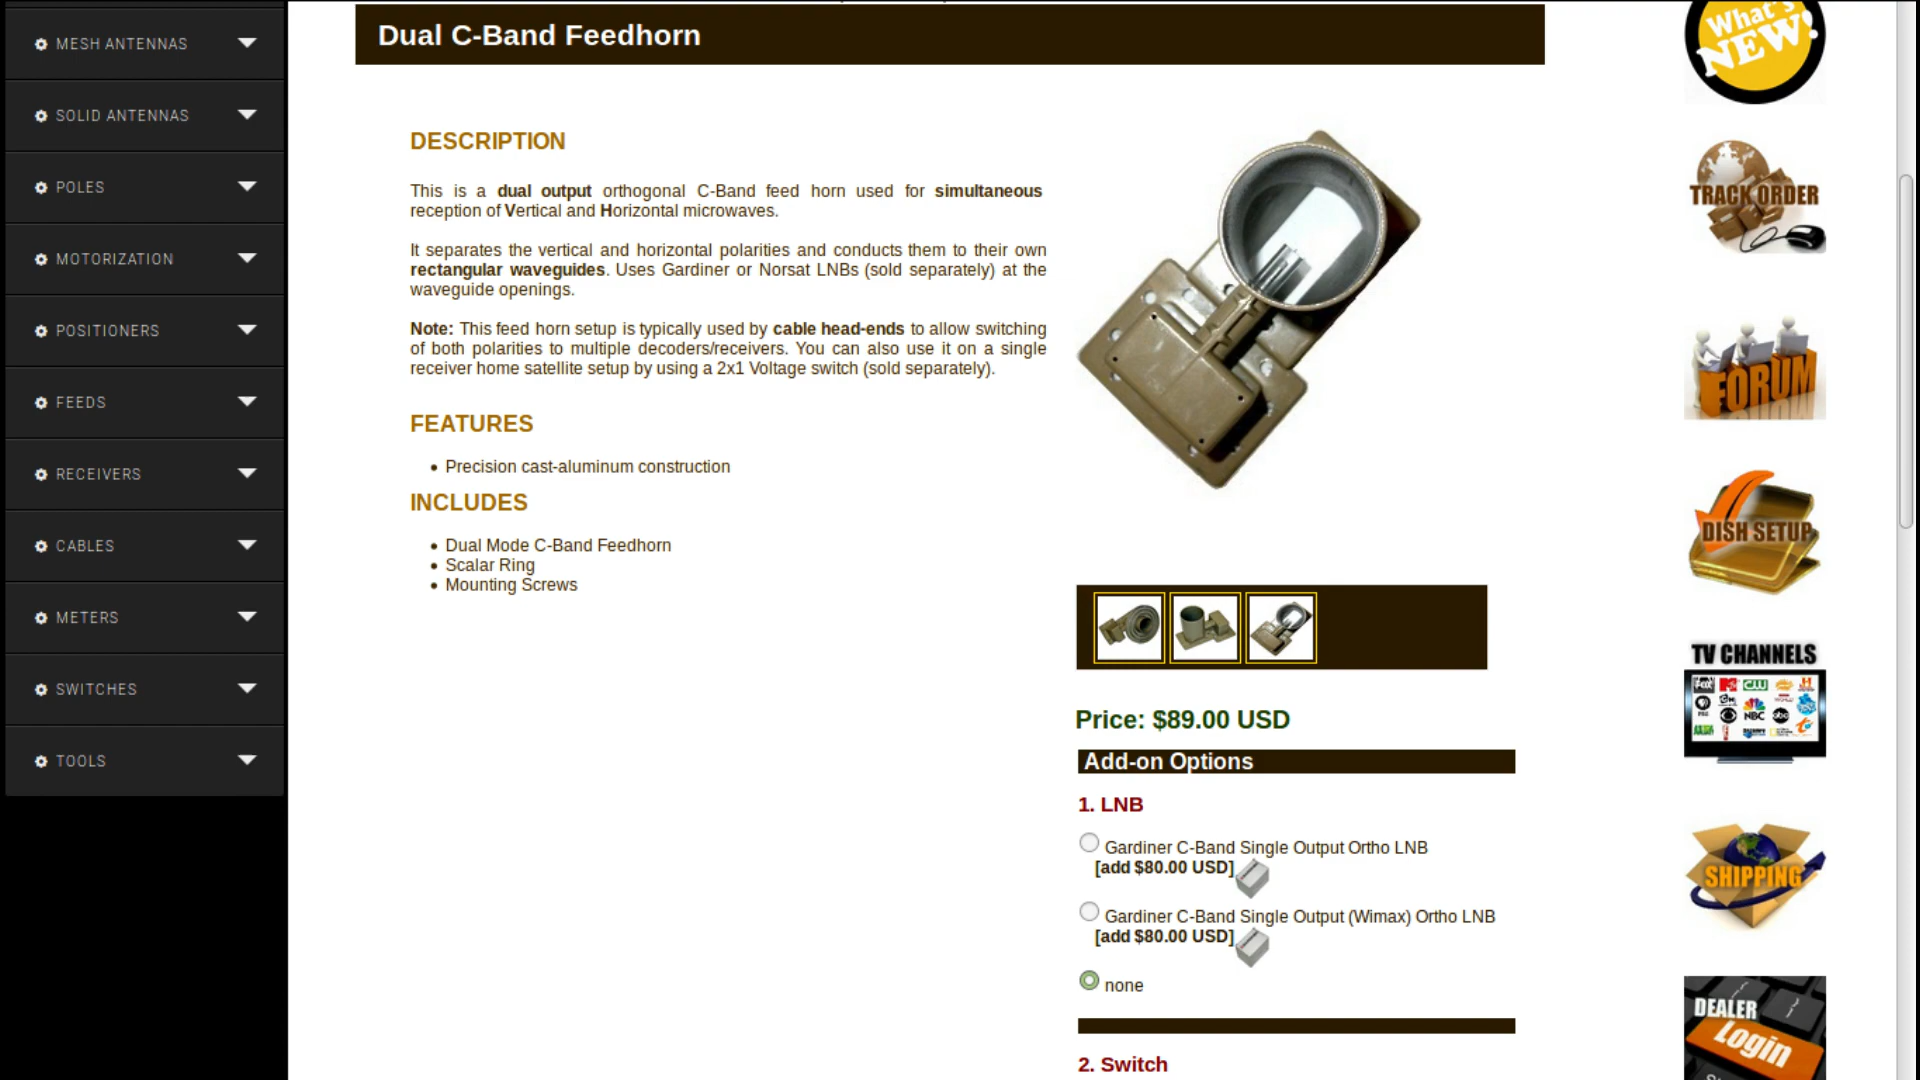 MESH ANTENNAS
SOLID ANTENNAS
POLES
MOTORIZATION
POSITIONERS
FEEDS
RECEIVERS
CABLES
METERS
SWITCHES
TOOLS
Dual C-Band Feedhorn
DESCRIPTION
This is a dual output orthogonal C-Band feed horn used for simultaneous
reception of Vertical and Horizontal microwaves.
It separates the vertical and horizontal polarities and conducts them to their own
rectangular waveguides. Uses Gardiner or Norsat LNBs (sold separately) at the
waveguide openings.
Note: This feed horn setup is typically used by cable head-ends to allow switching
of both polarities to multiple decoders/receivers. You can also use it on a single
receiver home satellite setup by using a 2x1 Voltage switch (sold separately).
FEATURES
Precision cast-aluminum construction
INCLUDES
Dual Mode C-Band Feedhorn
Scalar Ring
Mounting Screws
Price: $89.00 USD
Add-on Options
1. LNB
Gardiner C-Band Single Output Ortho LNB
[add $80.00 USD]
Gardiner C-Band Single Output (Wimax) Ortho LNB
[add $80.00 USD]
none
2. Switch
What's
NEW!
TRACK ORDER
FORUM
DISH SETUP
TV CHANNELS
FOX
CW
NBC
abc
SHIPPING
DEALER
Login